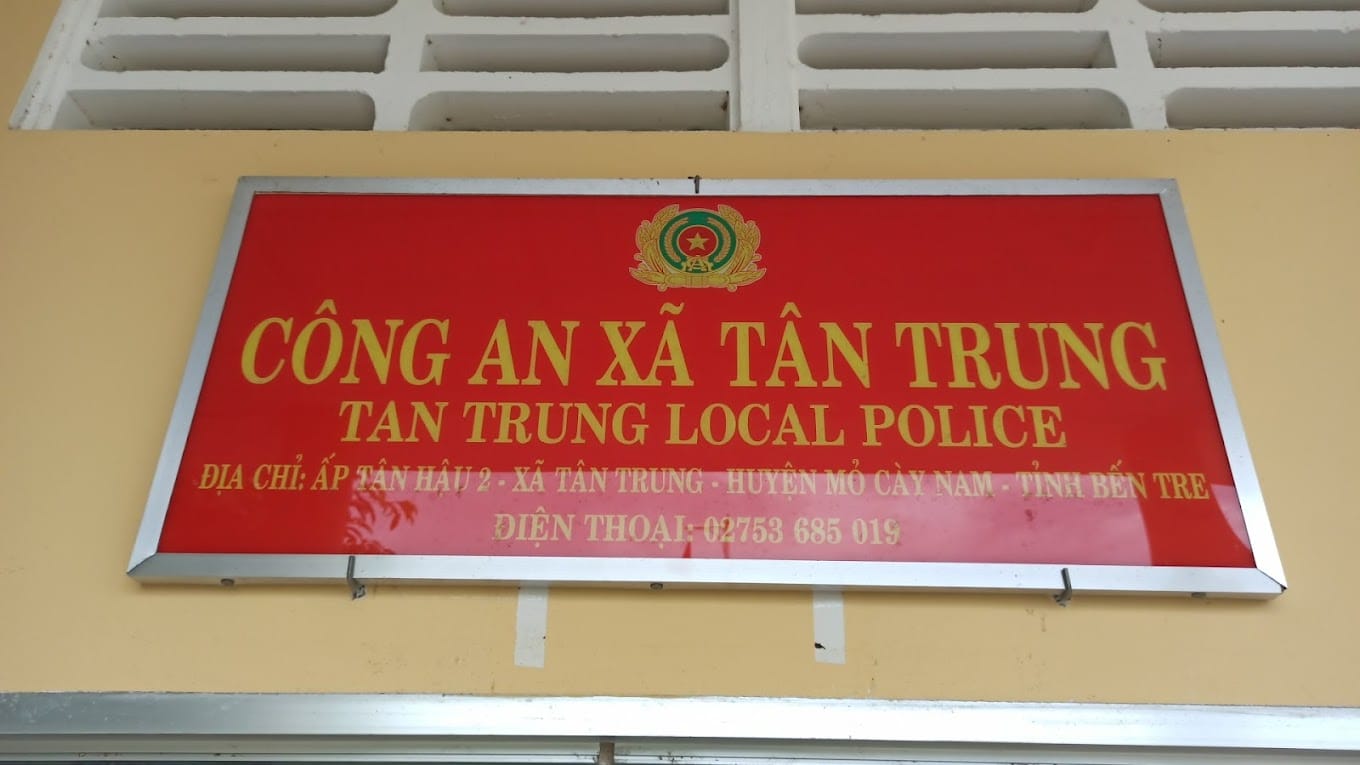 CÔNG AN XÃ TÂN TRUNG
TAN TRUNG LOCAL POLICE
ĐỊA CHỈ: ẤP TÂN HẬU 2 - XÃ TÂN TRUNG - HUYỆN MỎ CÀY NAM - TỈNH BẾN TRE
ĐIỆN THOẠI: 02753 685 019